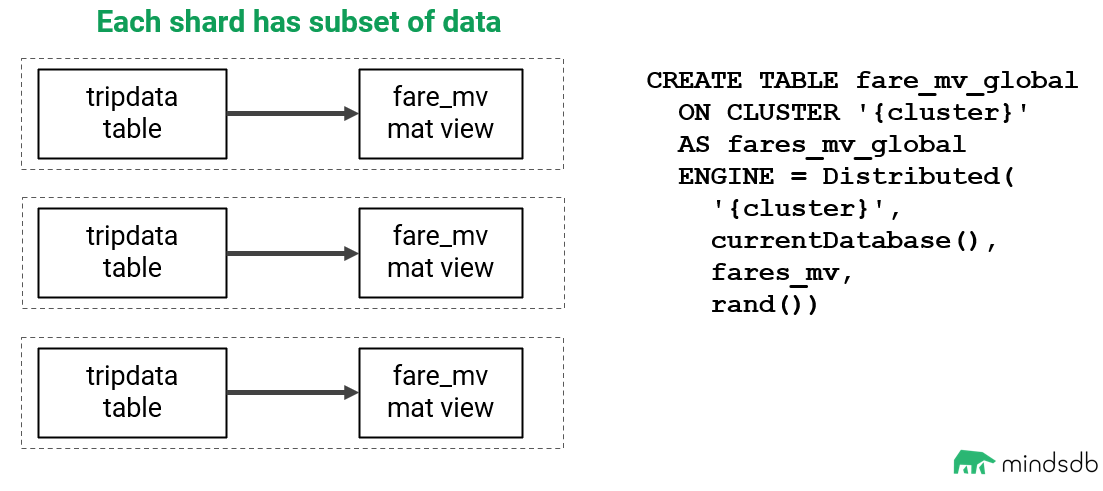 Each shard has subset of data
tripdata
table
fare_mv
mat view
tripdata
table
fare_mv
mat view
tripdata
table
fare_mv
mat view
CREATE TABLE fare_mv_global
ON CLUSTER '{cluster}'
AS fares_mv_global
ENGINE = Distributed(
'{cluster}',
currentDatabase(),
fares_mv,
rand())
mindsdb